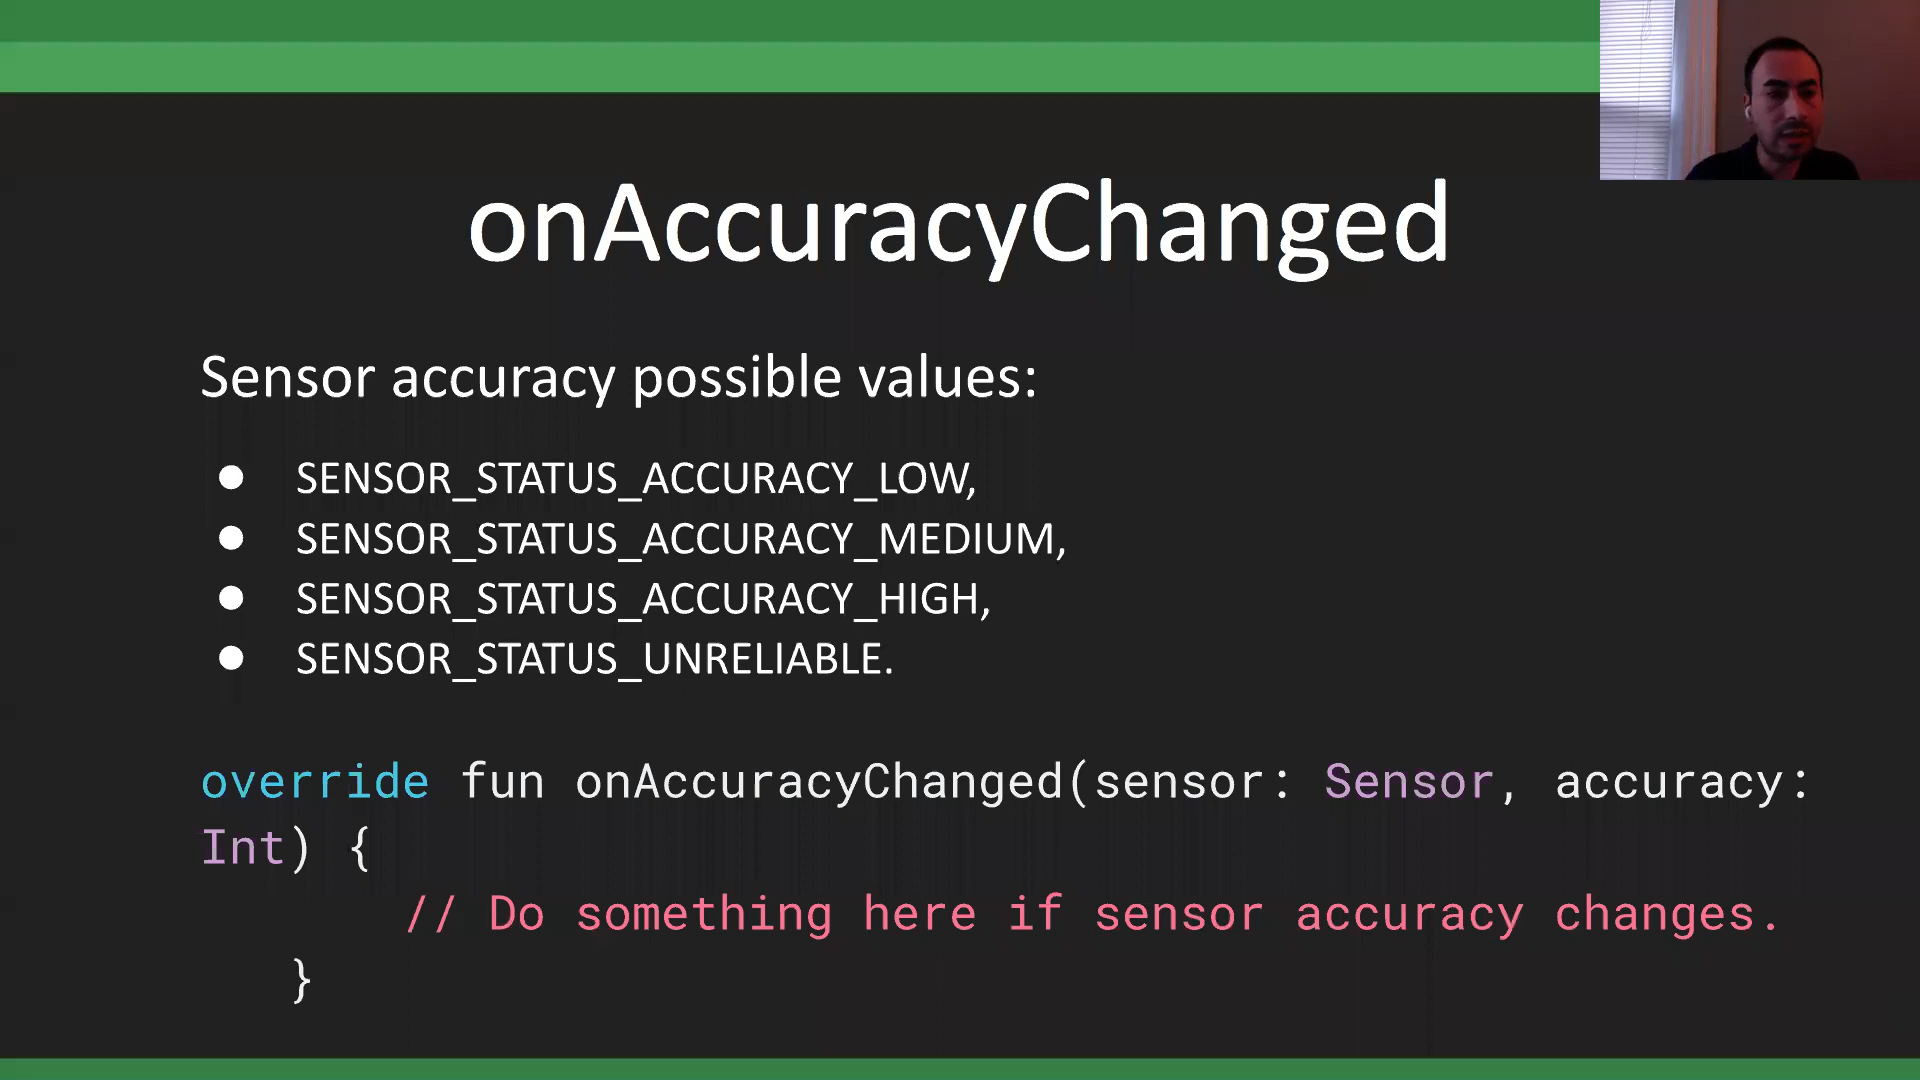 onAccuracyChanged
Sensor accuracy possible values:
● SENSOR_STATUS_ACCURACY_LOW,
● SENSOR_STATUS_ACCURACY_MEDIUM,
● SENSOR_STATUS_ACCURACY_HIGH,
● SENSOR_STATUS_UNRELIABLE.
override fun onAccuracyChanged(sensor: Sensor, accuracy:
Int) {
// Do something here if sensor accuracy changes.
}